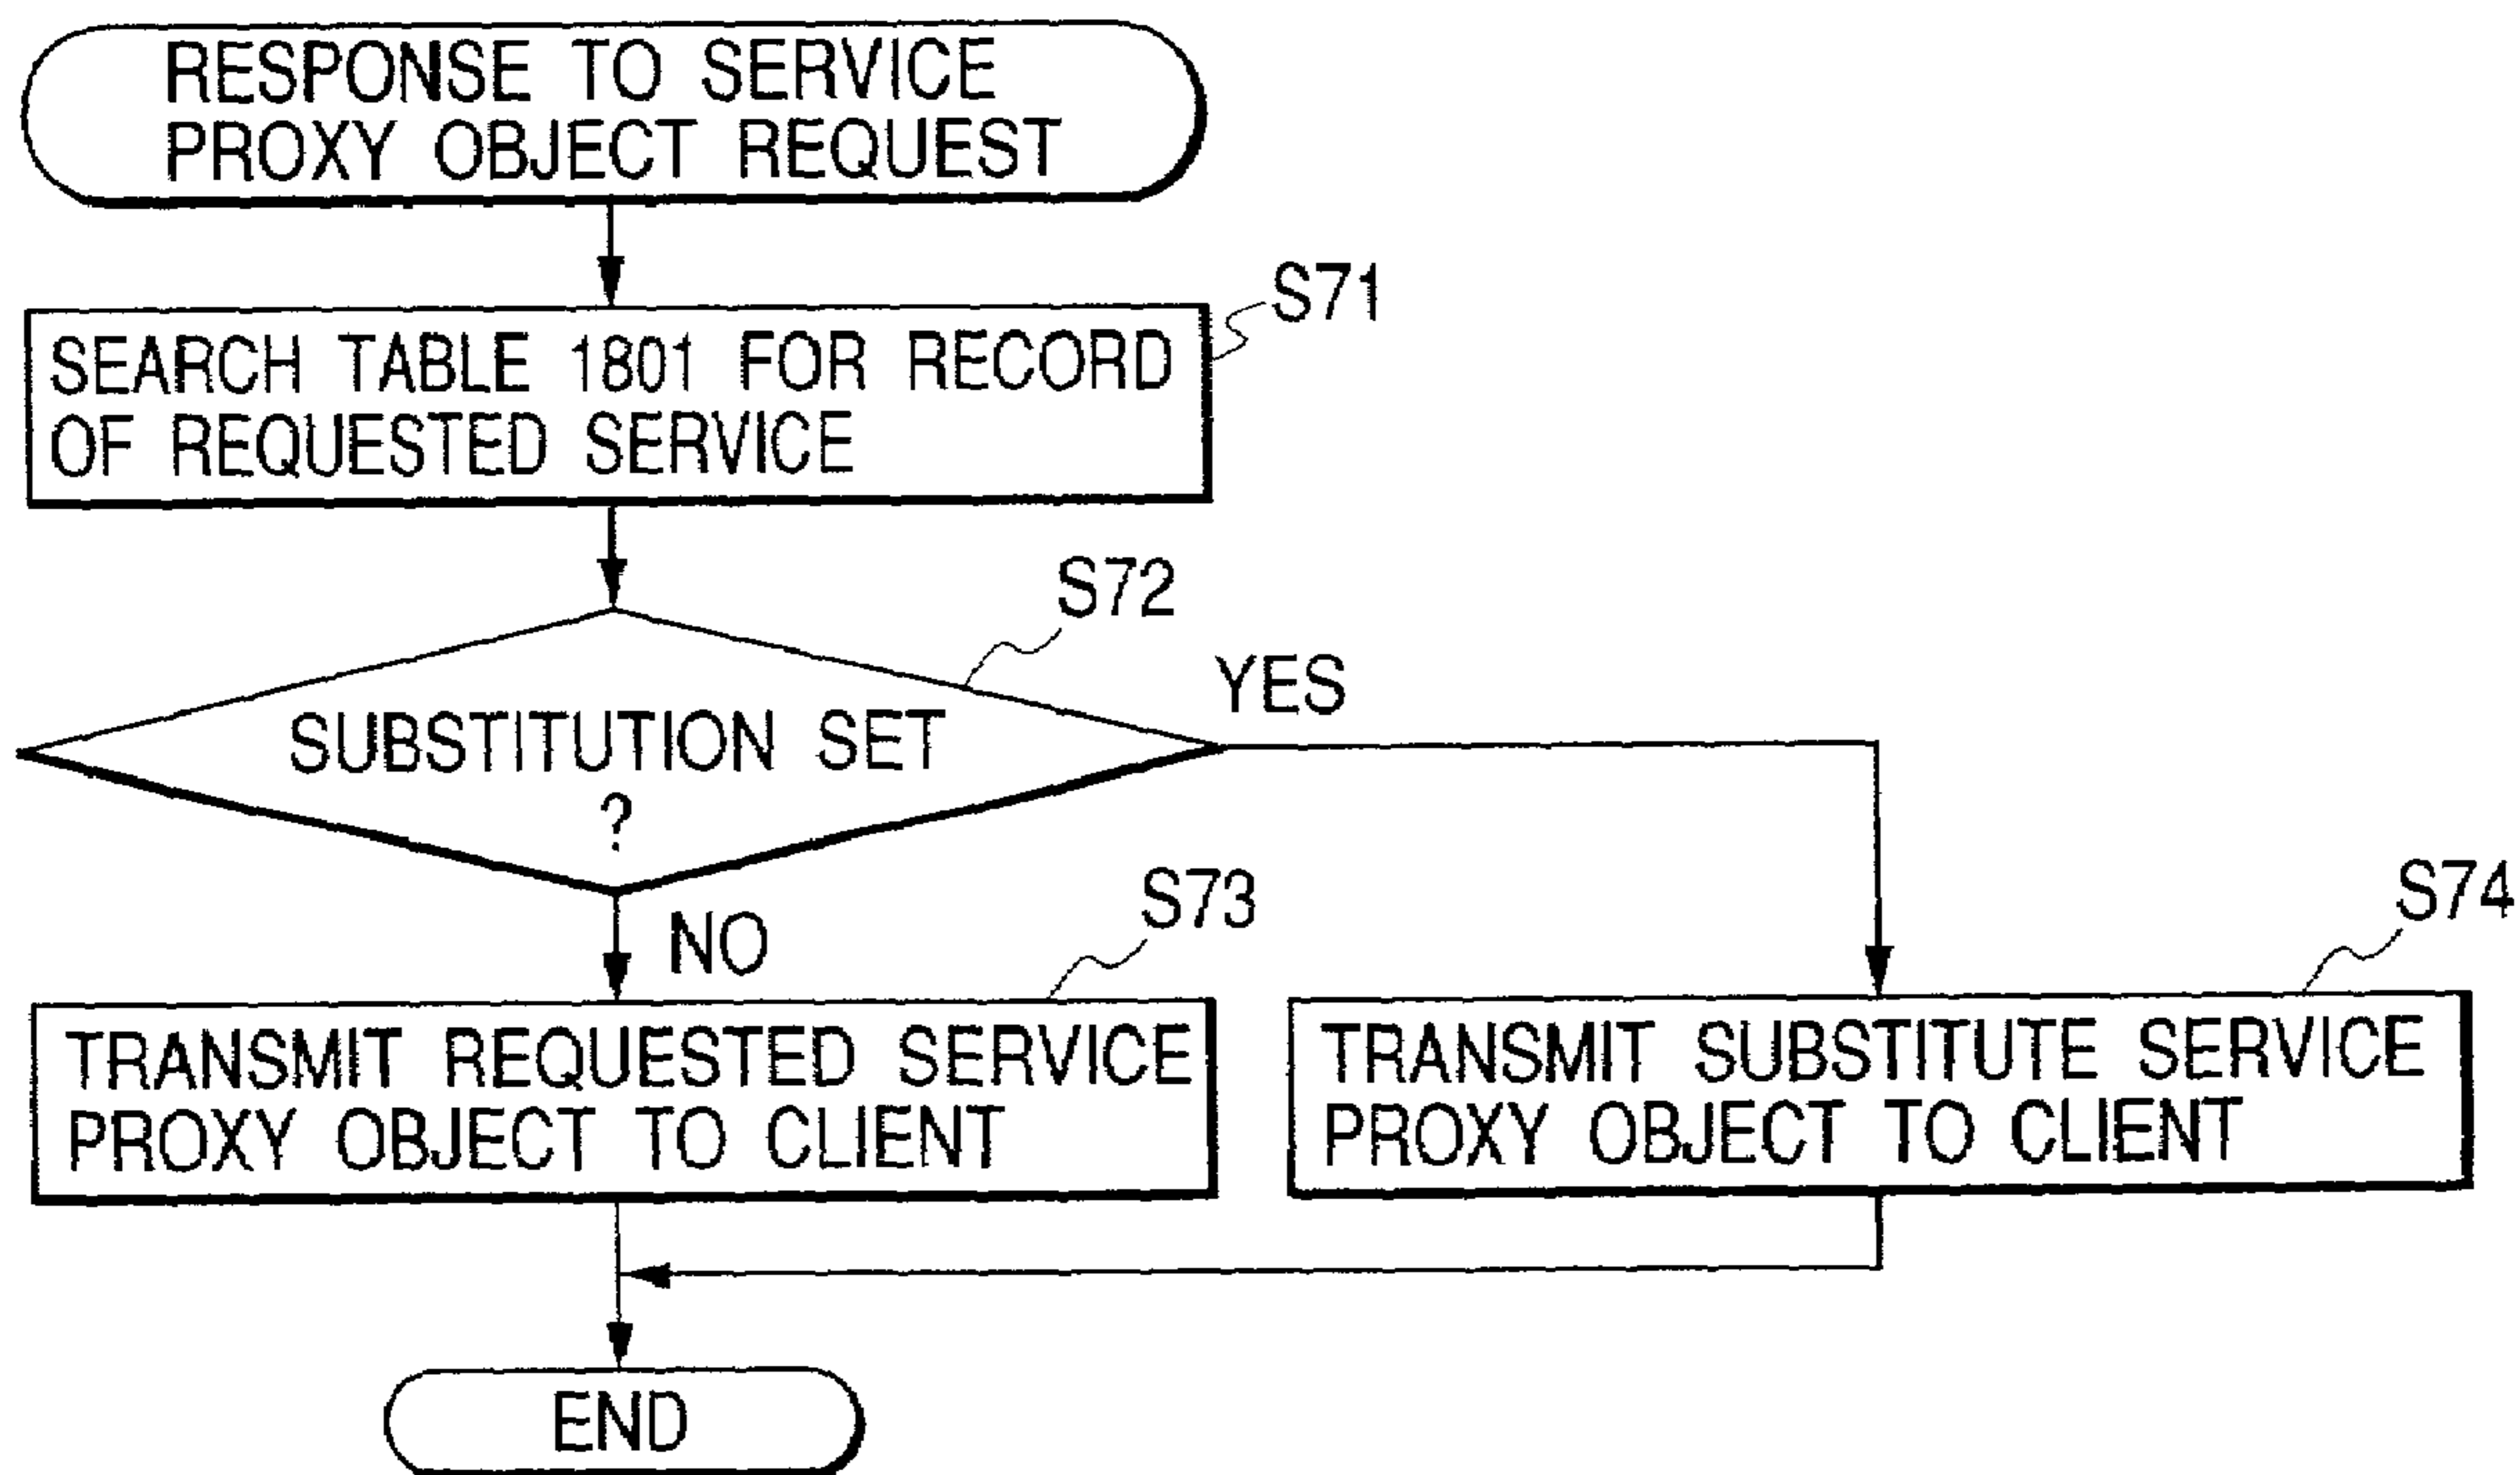 RESPONSE TO SERVICE
PROXY OBJECT REQUEST
S71
SEARCH TABLE 1801 FOR RECORD
OF REQUESTED SERVICE
S72
YES
SUBSTITUTION SET
?
NO
S73
S74
TRANSMIT REQUESTED SERVICE
PROXY OBJECT TO CLIENT
TRANSMIT SUBSTITUTE SERVICE
PROXY OBJECT TO CLIENT
END